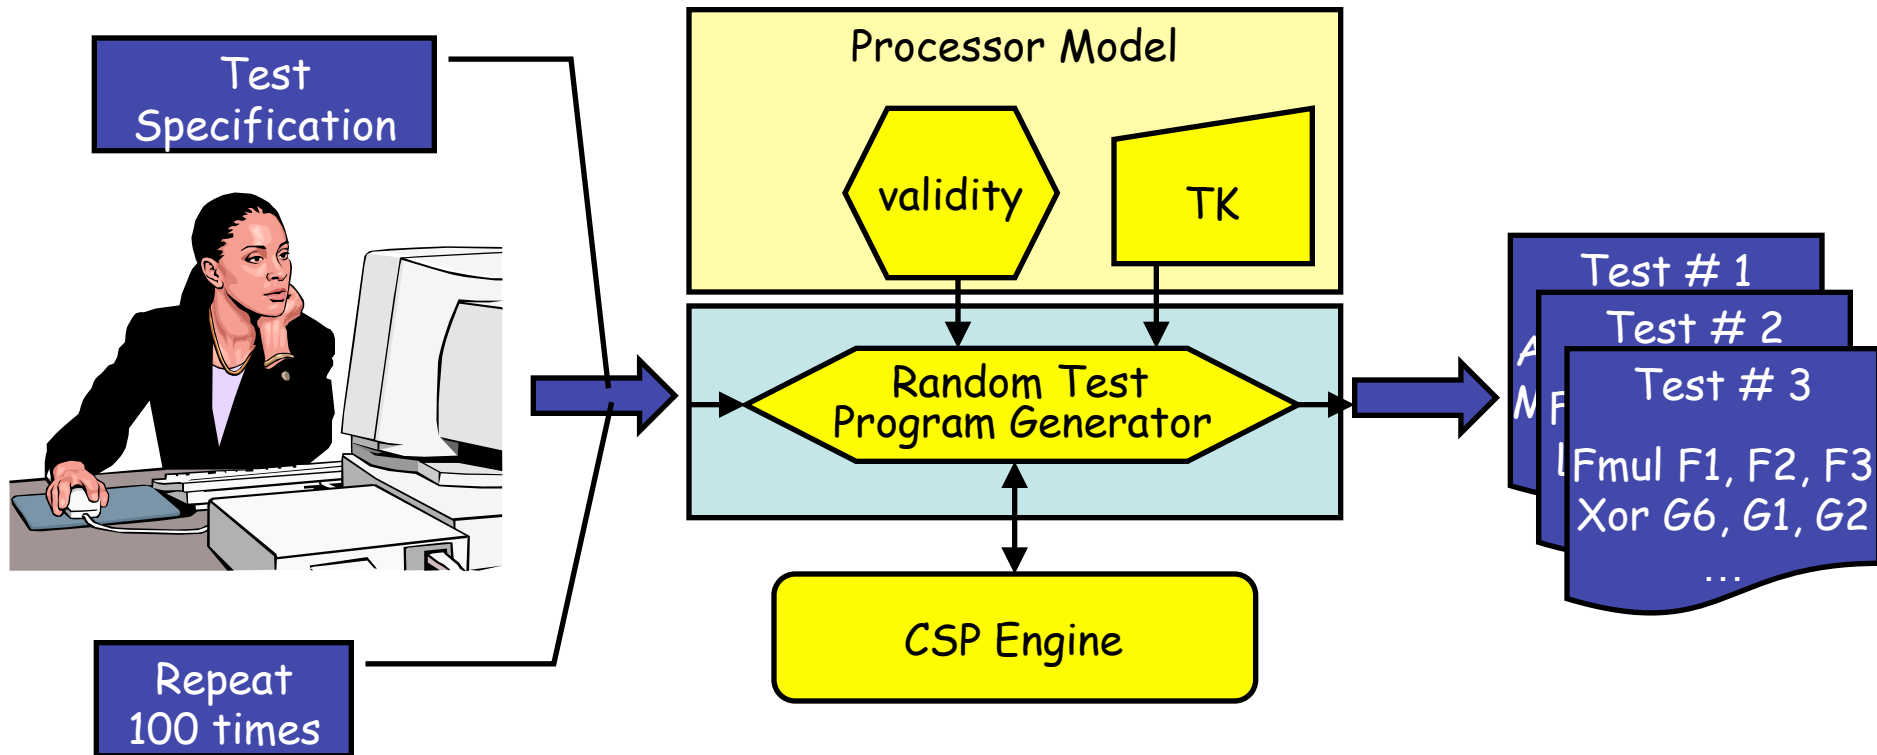 Test
Specification
Processor Model
validity
TK
Random Test
Program Generator
CSP Engine
Repeat
100 times
Test # 1
Test # 2
Test # 3
Fmul F1, F2, F3
Xor G6, G1, G2
...